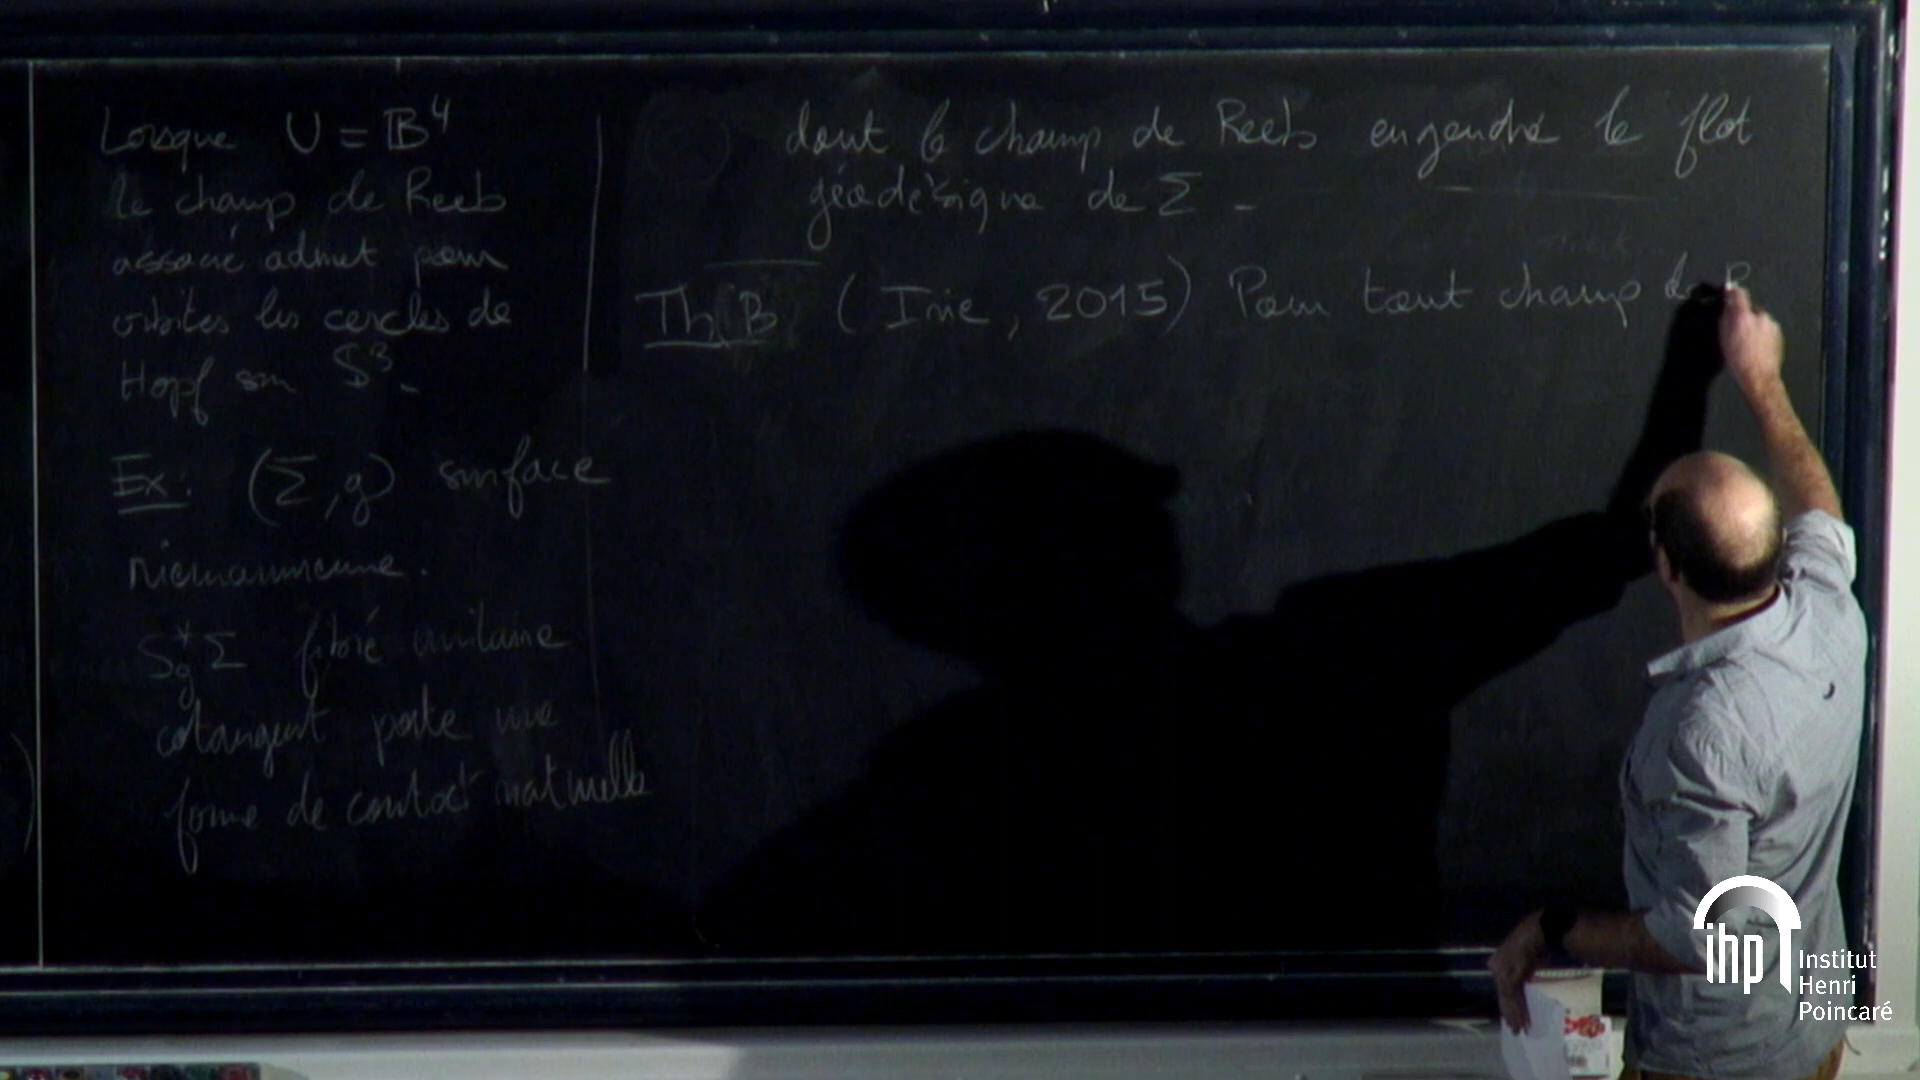 Lorsque U = B⁴
le champ de Reeb
associé admet pour
orbites les cercles de
Hopf sur S³.
Ex: (Σ, g) surface
riemannienne.
S*gΣ fibré unitaire
cotangent porte une
forme de contact naturelle
dont le champ de Reeb engendre le flot
géodésique de Σ.
Th B (Irie, 2015) Pour tout champ de R
ihp Institut
Henri
Poincaré